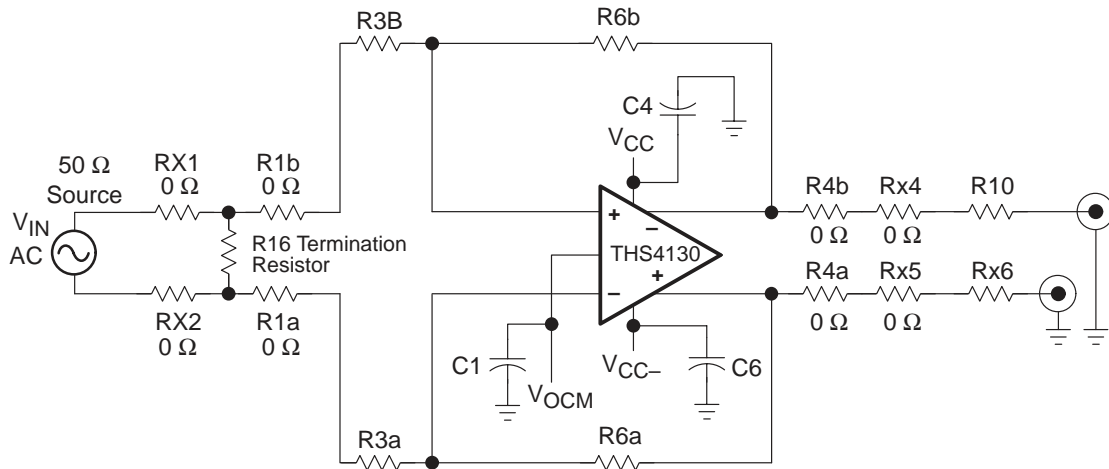 R3B
R6b
C4
VCC
50 Ω
Source
RX1
0 Ω
R1b
0 Ω
R4b
0 Ω
Rx4
0 Ω
R10
VIN
AC
R16 Termination
Resistor
+
−
THS4130
+
−
RX2
0 Ω
R1a
0 Ω
R4a
0 Ω
Rx5
0 Ω
Rx6
C1
VOCM
VCC−
C6
R3a
R6a